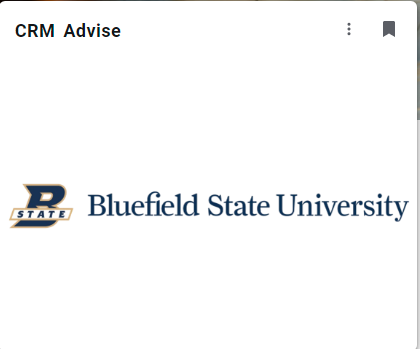 CRM Advise
B
STATE
Bluefield State University